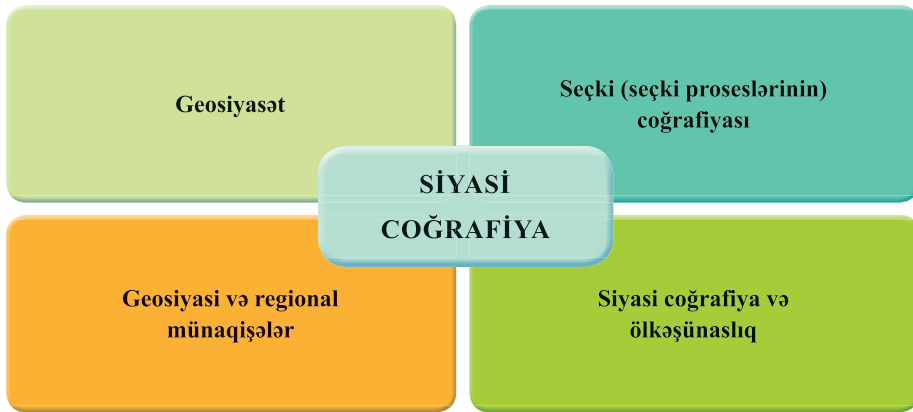 Geosiyasət
Seçki (seçki proseslərinin)
coğrafiyası
SİYASİ
COĞRAFİYA
Geosiyasi və regional
münaqişələr
Siyasi coğrafiya və
ölkəşünaslıq